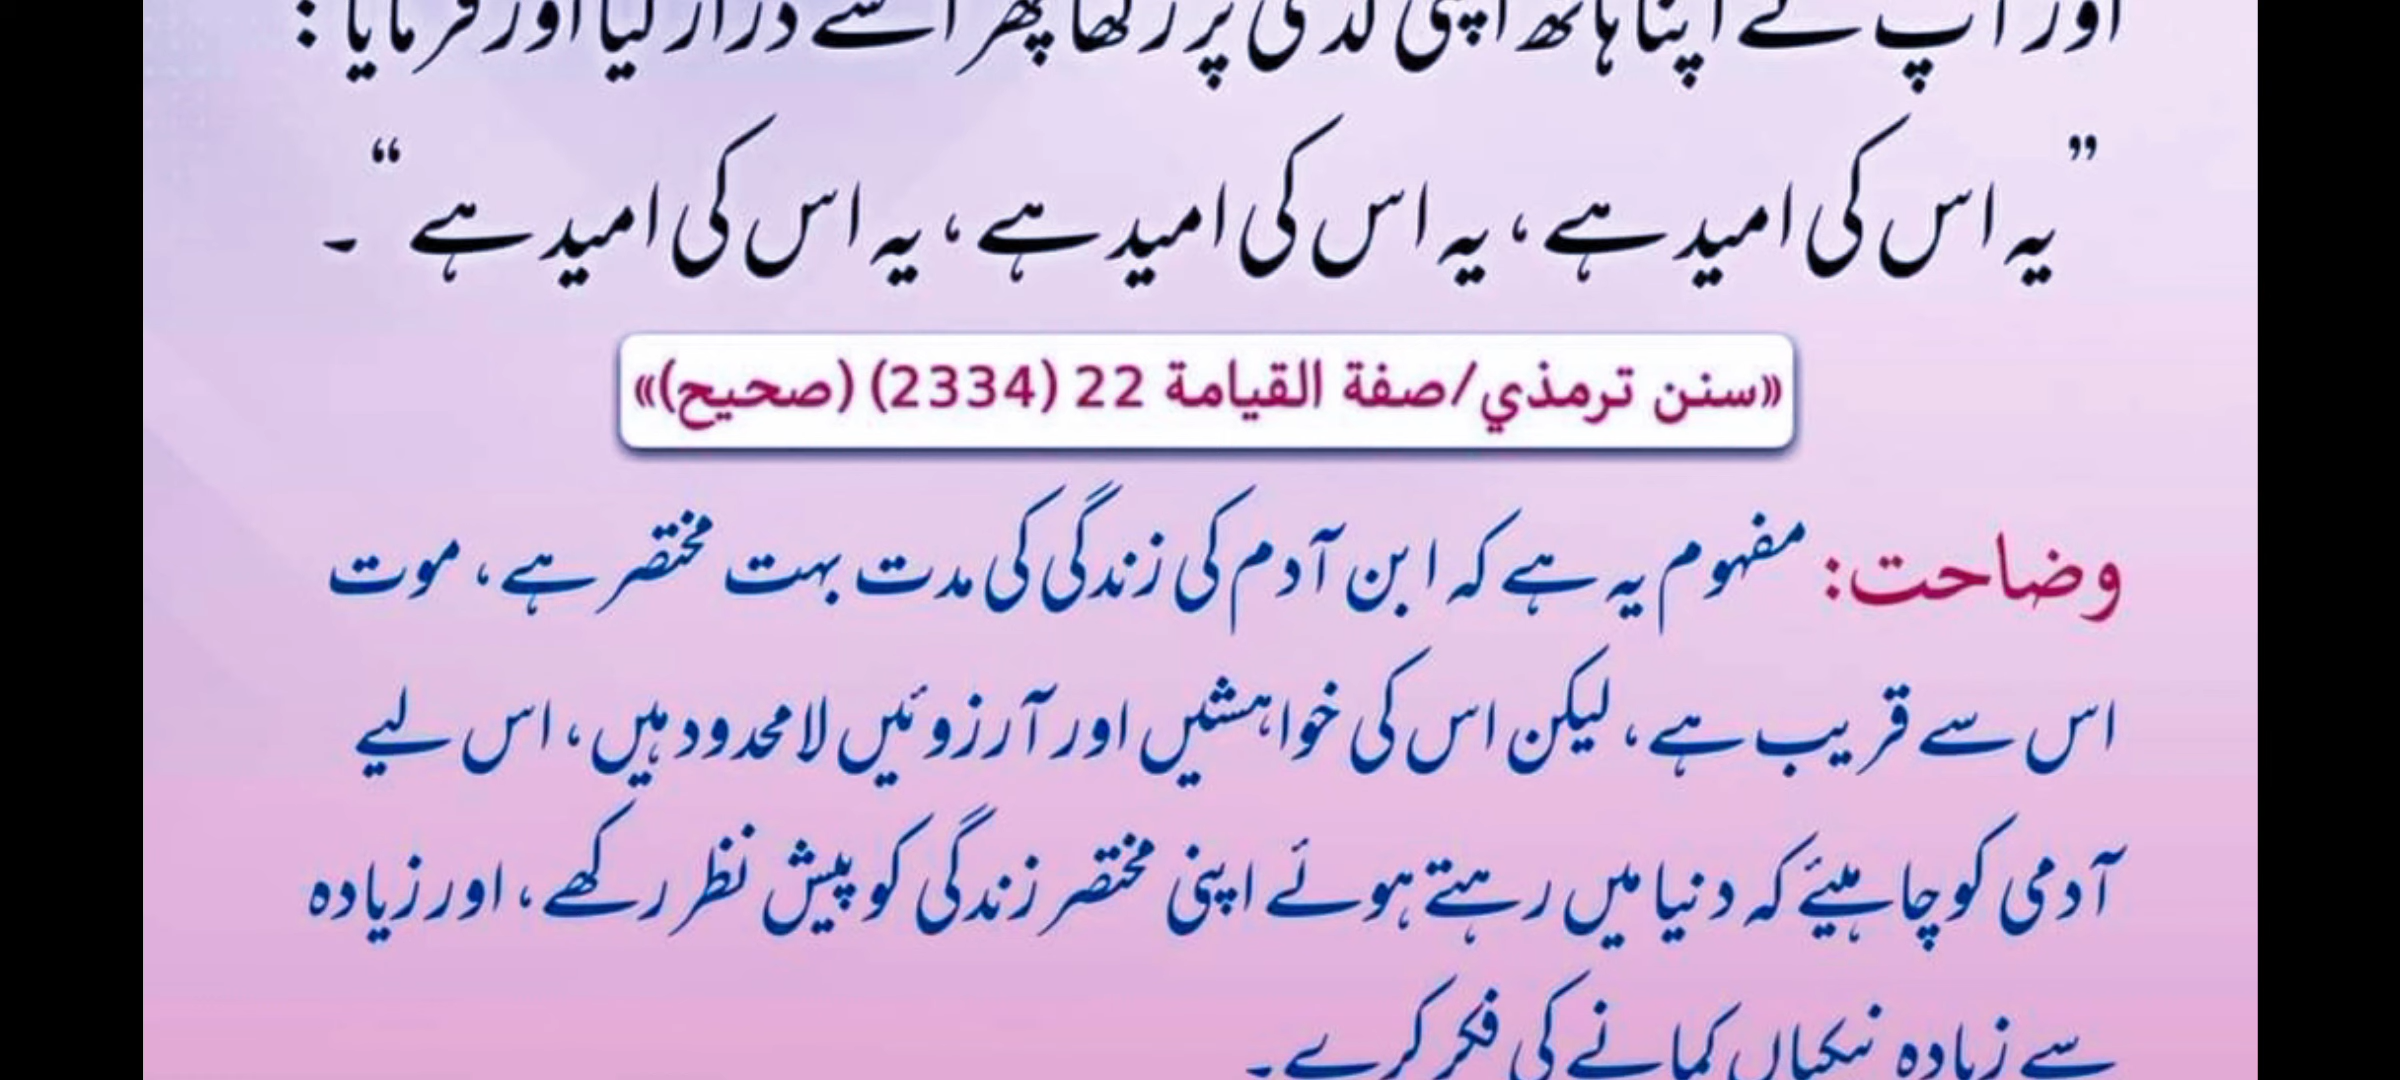 اور آپ نے اپنا ہاتھ اپنی گدی پر رکھا پھر اسے دراز کیا اور فرمایا:
”یہ اس کی امید ہے، یہ اس کی امید ہے، یہ اس کی امید ہے“۔
«سنن ترمذي/صفة القيامة 22 (2334) (صحيح)»
وضاحت: مفہوم یہ ہے کہ ابن آدم کی زندگی کی مدت بہت مختصر ہے، موت
اس سے قریب ہے، لیکن اس کی خواہشیں اور آرزوئیں لامحدود ہیں، اس لیے
آدمی کو چاہیئے کہ دنیا میں رہتے ہوئے اپنی مختصر زندگی کو پیش نظر رکھے، اور زیادہ
سے زیادہ نیکیاں کمانے کی فکر کرے۔